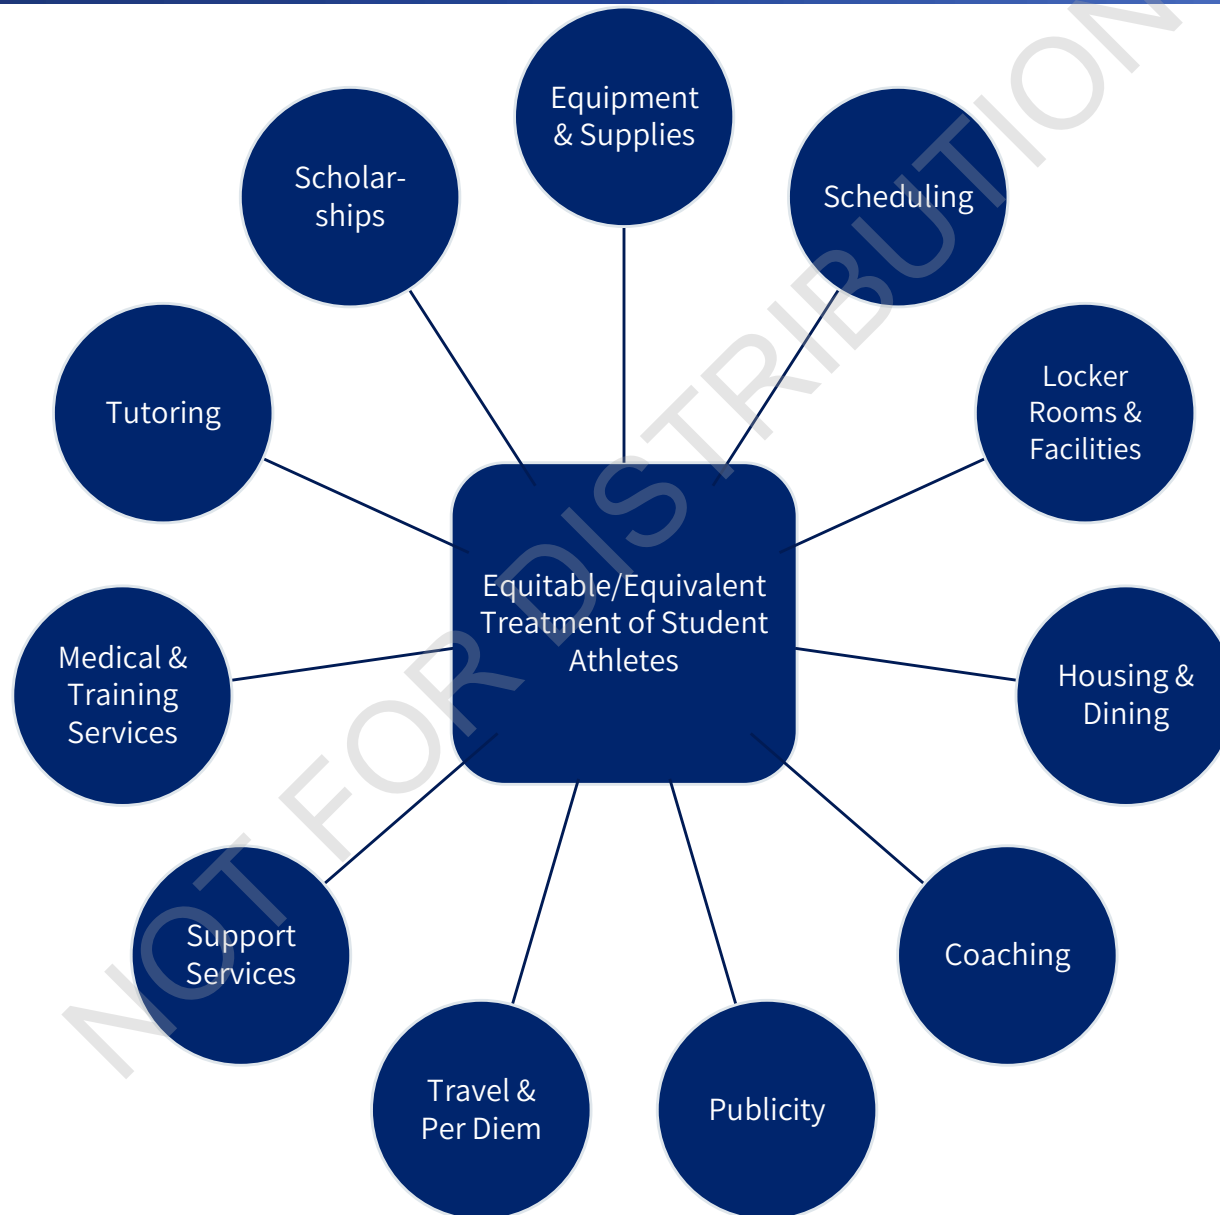 Equipment
& Supplies
Scheduling
Locker
Rooms &
Facilities
Housing &
Dining
Coaching
Publicity
Travel &
Per Diem
Support
Services
Medical &
Training
Services
Tutoring
Scholar-
ships
Equitable/Equivalent
Treatment of Student
Athletes
NOT FOR DISTRIBUTION